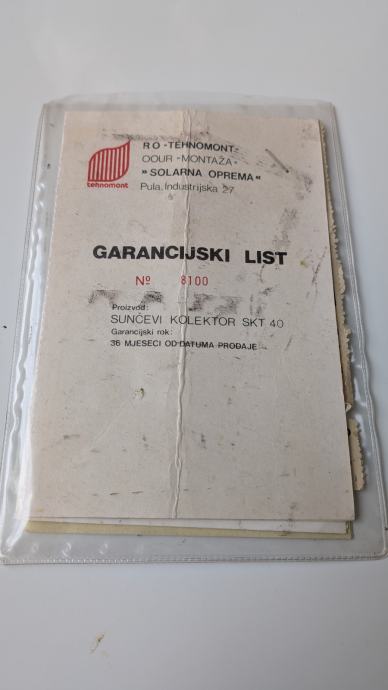 tehnomont
RO -TEHNOMONT-
OOUR -MONTAŽA-
» SOLARNA OPREMA «
Pula, Industrijska 27
GARANCIJSKI LIST
Nº 8100
Proizvod:
SUNČEVI KOLEKTOR SKT 40
Garancijski rok:
36 MJESECI OD DATUMA PRODAJE